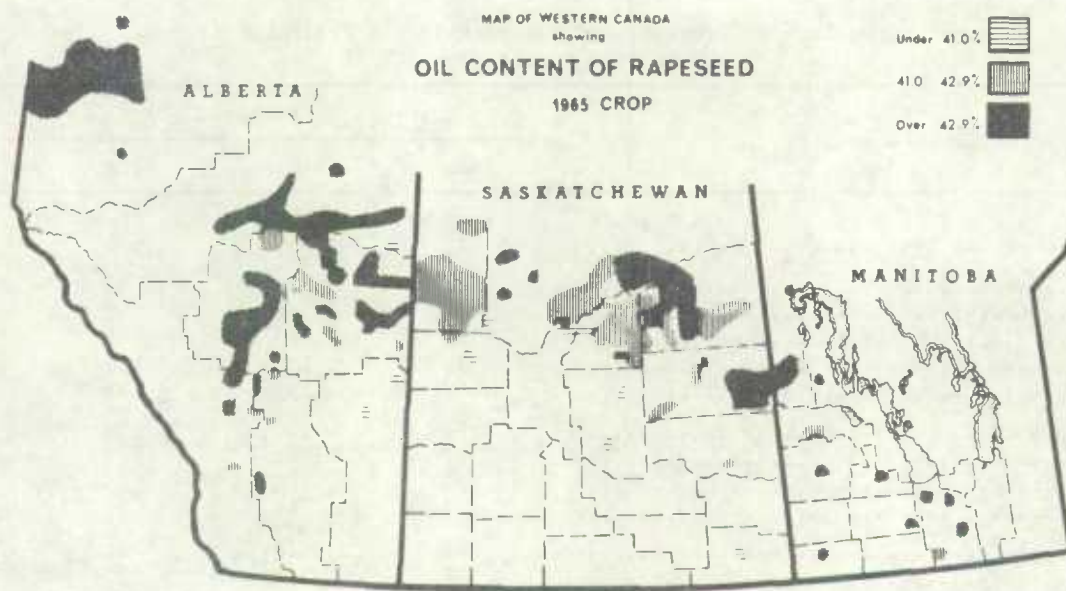 MAP OF WESTERN CANADA
showing
OIL CONTENT OF RAPESEED
1965 CROP
Under 41.0%
41.0 42.9%
Over 42.9%
ALBERTA
SASKATCHEWAN
MANITOBA